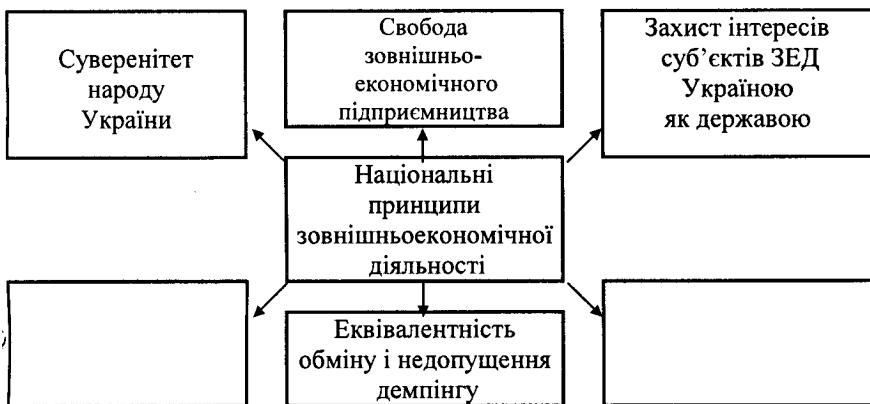 Суверенітет
народу
України
Свобода
зовнішньо-
економічного
підприємництва
Захист інтересів
суб’єктів ЗЕД
Україною
як державою
Національні
принципи
зовнішньоекономічної
діяльності
Еквівалентність
обміну і недопущення
демпінгу